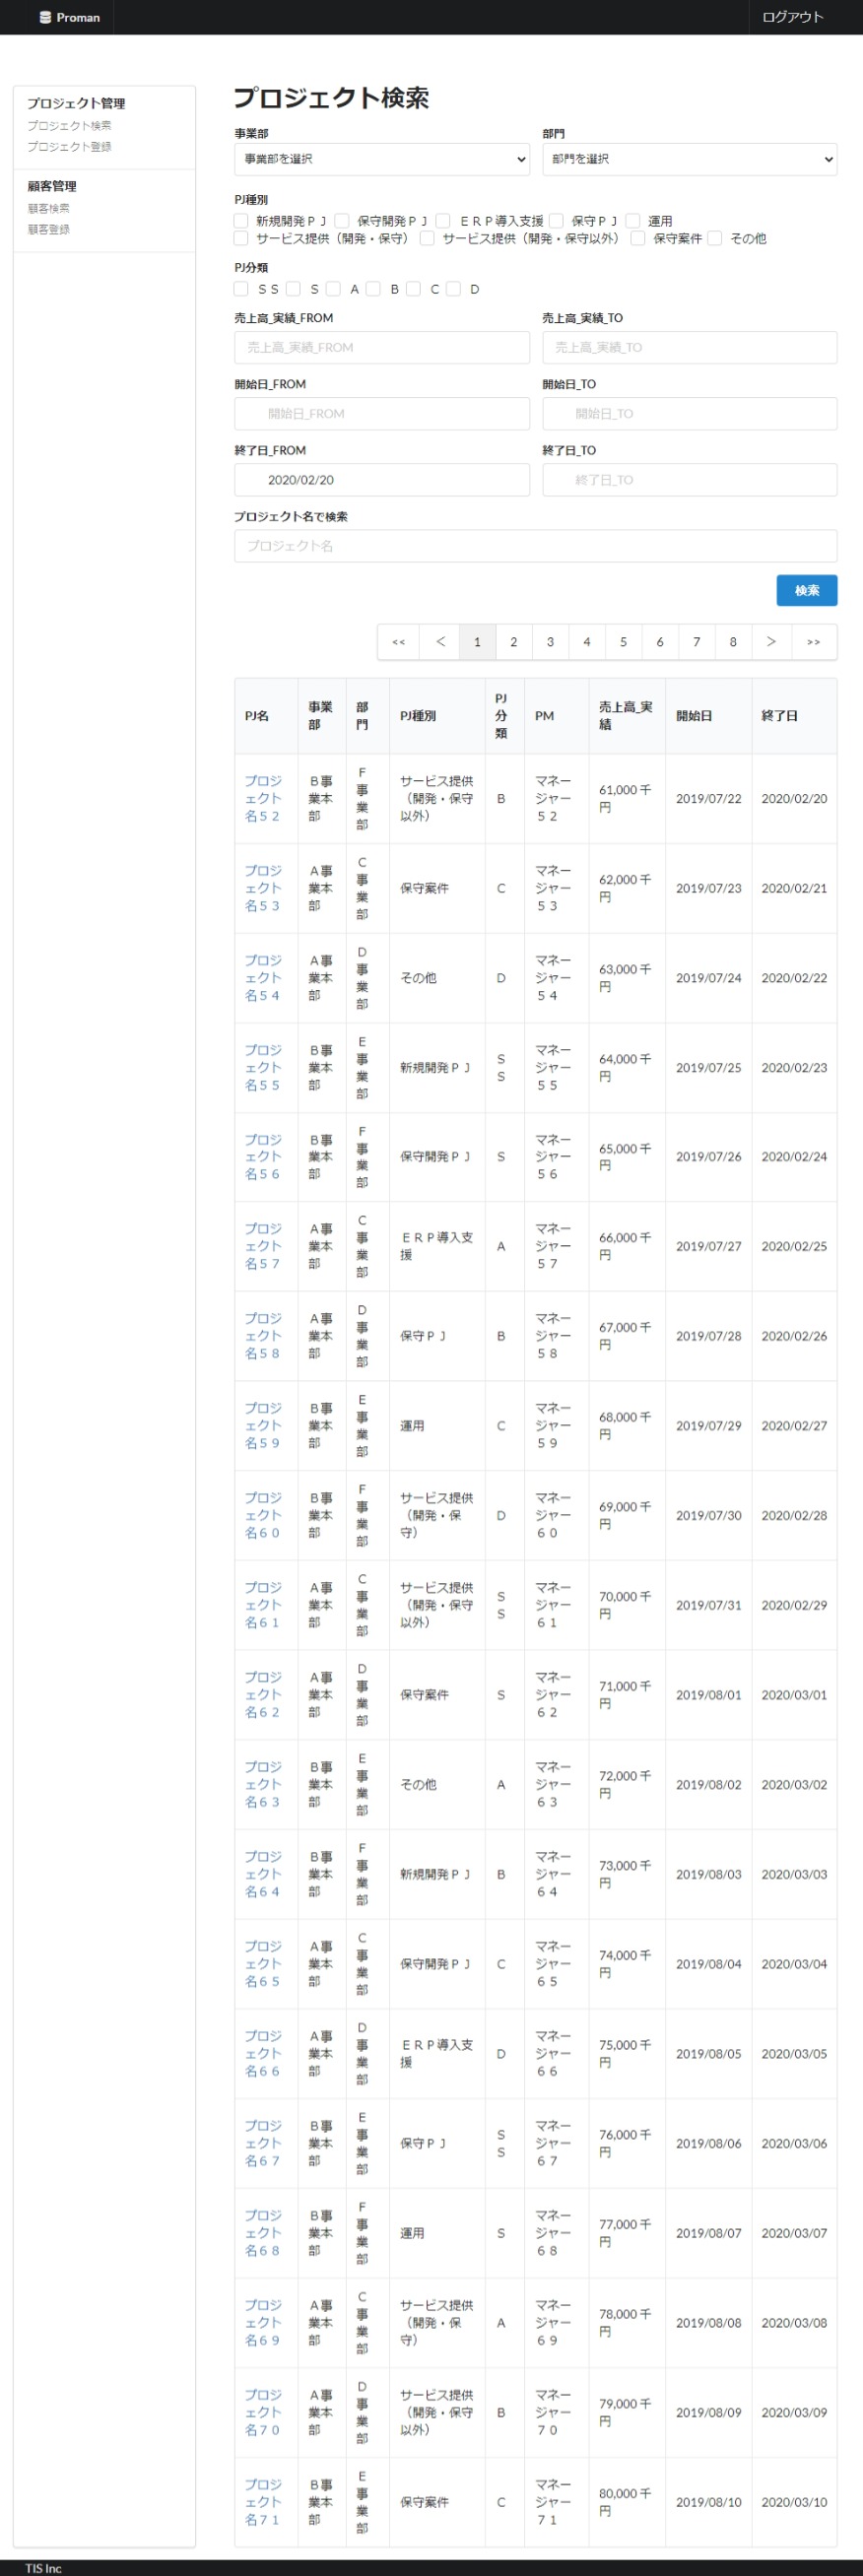 Proman
ログアウト
プロジェクト管理
プロジェクト検索
プロジェクト登録
顧客管理
顧客検索
顧客登録
プロジェクト検索
事業部 部門
事業部を選択 部門を選択
PJ種別
新規開発ＰＪ 保守開発ＰＪ ＥＲＰ導入支援 保守ＰＪ 運用
サービス提供（開発・保守） サービス提供（開発・保守以外） 保守案件 その他
PJ分類
ＳＳ Ｓ Ａ Ｂ Ｃ Ｄ
売上高_実績_FROM 売上高_実績_TO
売上高_実績_FROM 売上高_実績_TO
開始日_FROM 開始日_TO
開始日_FROM 開始日_TO
終了日_FROM 終了日_TO
2020/02/20 終了日_TO
プロジェクト名で検索
プロジェクト名
検索
<< ＜ 1 2 3 4 5 6 7 8 ＞ >>
PJ名 事業部 部門 PJ種別 PJ分類 PM 売上高_実績 開始日 終了日
プロジェクト名５２ Ｂ事業本部 Ｆ事業部 サービス提供（開発・保守以外） Ｂ マネージャー５２ 61,000 千円 2019/07/22 2020/02/20
プロジェクト名５３ Ａ事業本部 Ｃ事業部 保守案件 Ｃ マネージャー５３ 62,000 千円 2019/07/23 2020/02/21
プロジェクト名５４ Ａ事業本部 Ｄ事業部 その他 Ｄ マネージャー５４ 63,000 千円 2019/07/24 2020/02/22
プロジェクト名５５ Ｂ事業本部 Ｅ事業部 新規開発ＰＪ ＳＳ マネージャー５５ 64,000 千円 2019/07/25 2020/02/23
プロジェクト名５６ Ｂ事業本部 Ｆ事業部 保守開発ＰＪ Ｓ マネージャー５６ 65,000 千円 2019/07/26 2020/02/24
プロジェクト名５７ Ａ事業本部 Ｃ事業部 ＥＲＰ導入支援 Ａ マネージャー５７ 66,000 千円 2019/07/27 2020/02/25
プロジェクト名５８ Ａ事業本部 Ｄ事業部 保守ＰＪ Ｂ マネージャー５８ 67,000 千円 2019/07/28 2020/02/26
プロジェクト名５９ Ｂ事業本部 Ｅ事業部 運用 Ｃ マネージャー５９ 68,000 千円 2019/07/29 2020/02/27
プロジェクト名６０ Ｂ事業本部 Ｆ事業部 サービス提供（開発・保守） Ｄ マネージャー６０ 69,000 千円 2019/07/30 2020/02/28
プロジェクト名６１ Ａ事業本部 Ｃ事業部 サービス提供（開発・保守以外） ＳＳ マネージャー６１ 70,000 千円 2019/07/31 2020/02/29
プロジェクト名６２ Ａ事業本部 Ｄ事業部 保守案件 Ｓ マネージャー６２ 71,000 千円 2019/08/01 2020/03/01
プロジェクト名６３ Ｂ事業本部 Ｅ事業部 その他 Ａ マネージャー６３ 72,000 千円 2019/08/02 2020/03/02
プロジェクト名６４ Ｂ事業本部 Ｆ事業部 新規開発ＰＪ Ｂ マネージャー６４ 73,000 千円 2019/08/03 2020/03/03
プロジェクト名６５ Ａ事業本部 Ｃ事業部 保守開発ＰＪ Ｃ マネージャー６５ 74,000 千円 2019/08/04 2020/03/04
プロジェクト名６６ Ａ事業本部 Ｄ事業部 ＥＲＰ導入支援 Ｄ マネージャー６６ 75,000 千円 2019/08/05 2020/03/05
プロジェクト名６７ Ｂ事業本部 Ｅ事業部 保守ＰＪ ＳＳ マネージャー６７ 76,000 千円 2019/08/06 2020/03/06
プロジェクト名６８ Ｂ事業本部 Ｆ事業部 運用 Ｓ マネージャー６８ 77,000 千円 2019/08/07 2020/03/07
プロジェクト名６９ Ａ事業本部 Ｃ事業部 サービス提供（開発・保守） Ａ マネージャー６９ 78,000 千円 2019/08/08 2020/03/08
プロジェクト名７０ Ａ事業本部 Ｄ事業部 サービス提供（開発・保守以外） Ｂ マネージャー７０ 79,000 千円 2019/08/09 2020/03/09
プロジェクト名７１ Ｂ事業本部 Ｅ事業部 保守案件 Ｃ マネージャー７１ 80,000 千円 2019/08/10 2020/03/10
TIS Inc